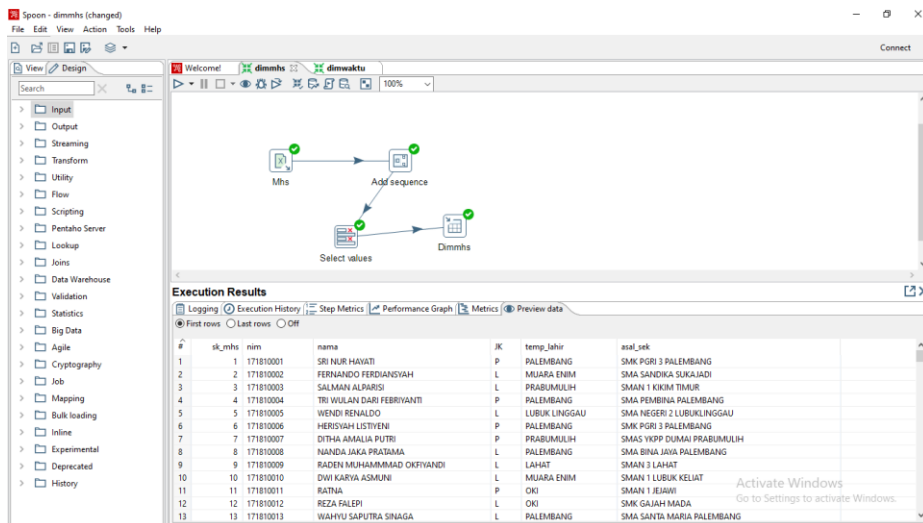 Spoon - dimmhs (changed)
File Edit View Action Tools Help
Connect
View Design
Welcome! dimmhs dimwaktu
Search
100%
Input
Output
Streaming
Transform
Utility
Flow
Scripting
Pentaho Server
Lookup
Joins
Data Warehouse
Validation
Statistics
Big Data
Agile
Cryptography
Job
Mapping
Bulk loading
Inline
Experimental
Deprecated
History
Mhs
Add sequence
Select values
Dimmhs
Execution Results
Logging Execution History Step Metrics Performance Graph Metrics Preview data
First rows Last rows Off
# sk_mhs nim nama JK temp_lahir asal_sek
1 1 171810001 SRI NUR HAYATI P PALEMBANG SMK PGRI 3 PALEMBANG
2 2 171810002 FERNANDO FERDIANSYAH L MUARA ENIM SMA SANDIKA SUKAJADI
3 3 171810003 SALMAN ALPARISI L PRABUMULIH SMAN 1 KIKIM TIMUR
4 4 171810004 TRI WULAN DARI FEBRIYANTI P PALEMBANG SMA PEMBINA PALEMBANG
5 5 171810005 WENDI RENALDO L LUBUK LINGGAU SMA NEGERI 2 LUBUKLINGGAU
6 6 171810006 HERISYAH LISTIYENI P PALEMBANG SMK PGRI 3 PALEMBANG
7 7 171810007 DITHA AMALIA PUTRI P PRABUMULIH SMAS YKPP DUMAI PRABUMULIH
8 8 171810008 NANDA JAKA PRATAMA L PALEMBANG SMA BINA JAYA PALEMBANG
9 9 171810009 RADEN MUHAMMMAD OKFIYANDI L LAHAT SMAN 3 LAHAT
10 10 171810010 DWI KARYA ASMUNI L MUARA ENIM SMAN 1 LUBUK KELIAT
11 11 171810011 RATNA P OKI SMAN 1 JEJAWI
12 12 171810012 REZA FALEPI L OKI SMK GAJAH MADA
13 13 171810013 WAHYU SAPUTRA SINAGA L PALEMBANG SMA SANTA MARIA PALEMBANG
Activate Windows
Go to Settings to activate Windows.